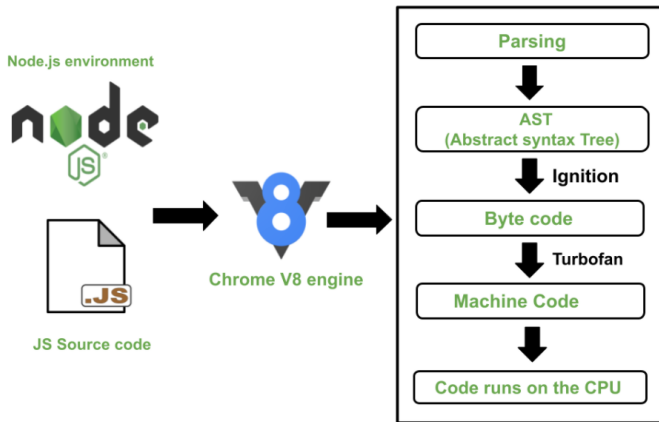 Node.js environment
node
JS®
.JS
JS Source code
8
Chrome V8 engine
Parsing
AST
(Abstract syntax Tree)
Ignition
Byte code
Turbofan
Machine Code
Code runs on the CPU